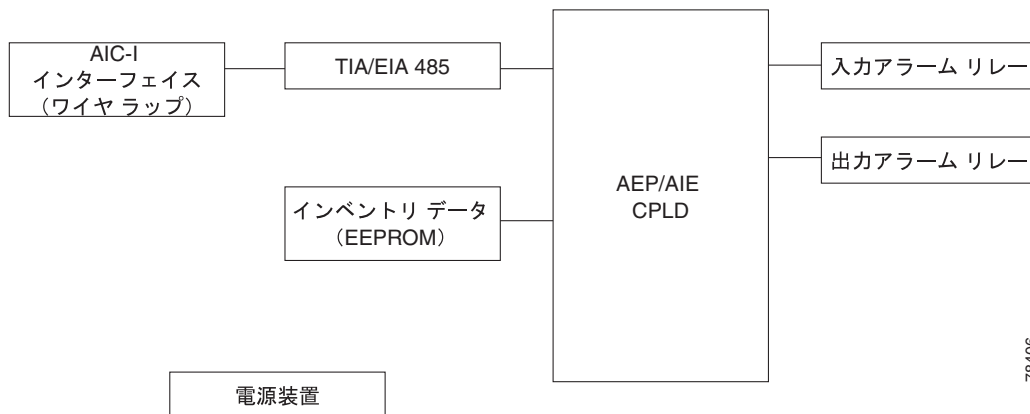 AIC-I
インターフェイス
（ワイヤ ラップ）
TIA/EIA 485
入力アラーム リレー
出力アラーム リレー
AEP/AIE
CPLD
インベントリ データ
（EEPROM）
電源装置